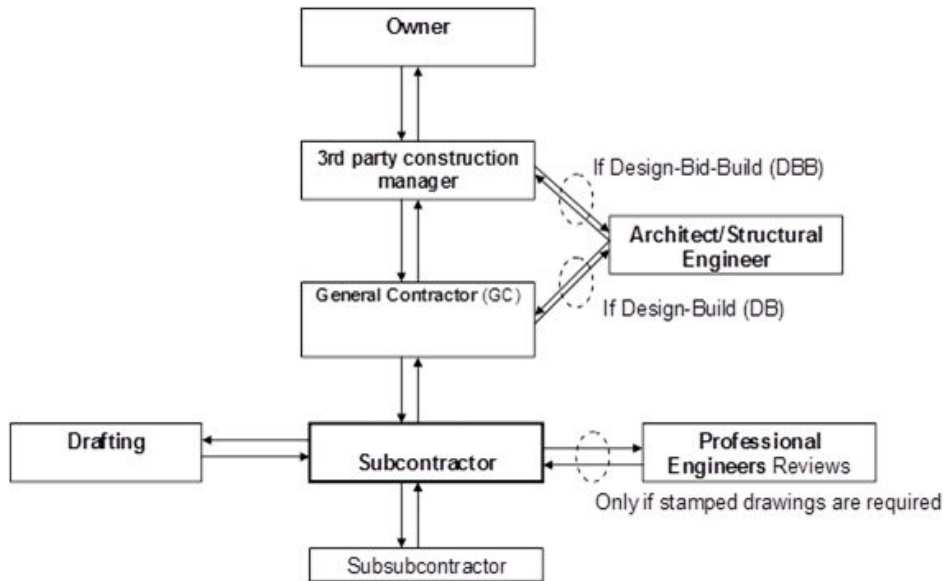 Owner
3rd party construction
manager
If Design-Bid-Build (DBB)
Architect/Structural
Engineer
General Contractor (GC)
If Design-Build (DB)
Drafting
Subcontractor
Professional
Engineers Reviews
Only if stamped drawings are required
Subsubcontractor